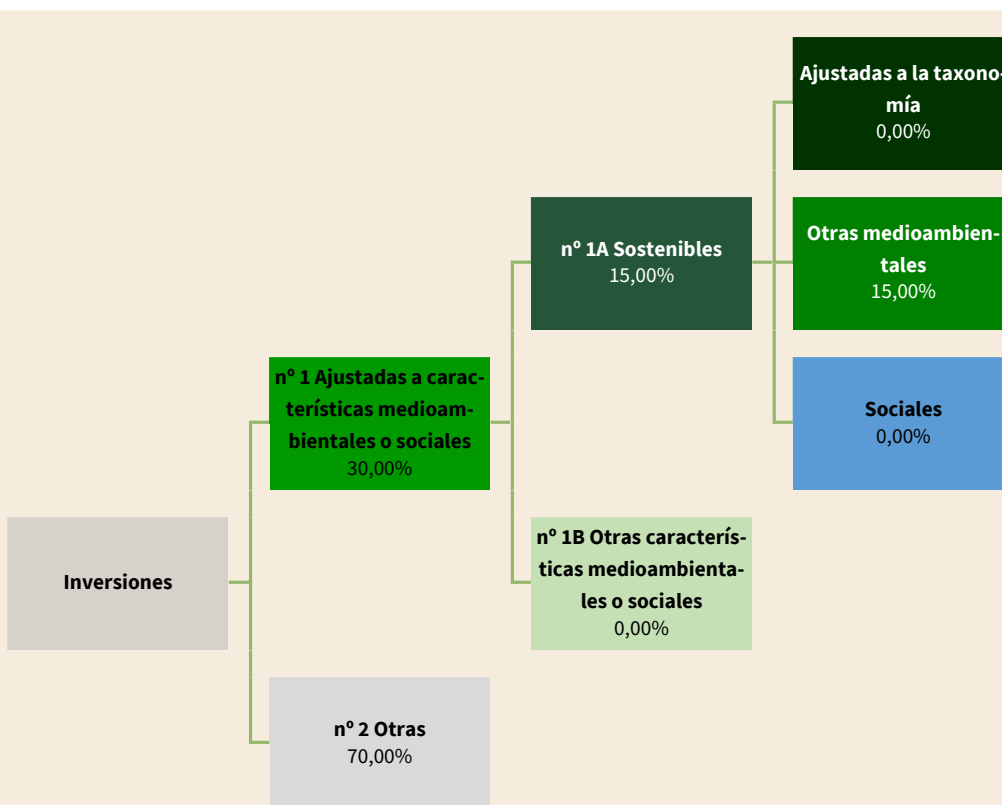 Ajustadas a la taxono-
mía
0,00%
nº 1A Sostenibles
15,00%
Otras medioambien-
tales
15,00%
nº 1 Ajustadas a carac-
terísticas medioam-
bientales o sociales
30,00%
Sociales
0,00%
Inversiones
nº 1B Otras caracterís-
ticas medioambienta-
les o sociales
0,00%
nº 2 Otras
70,00%